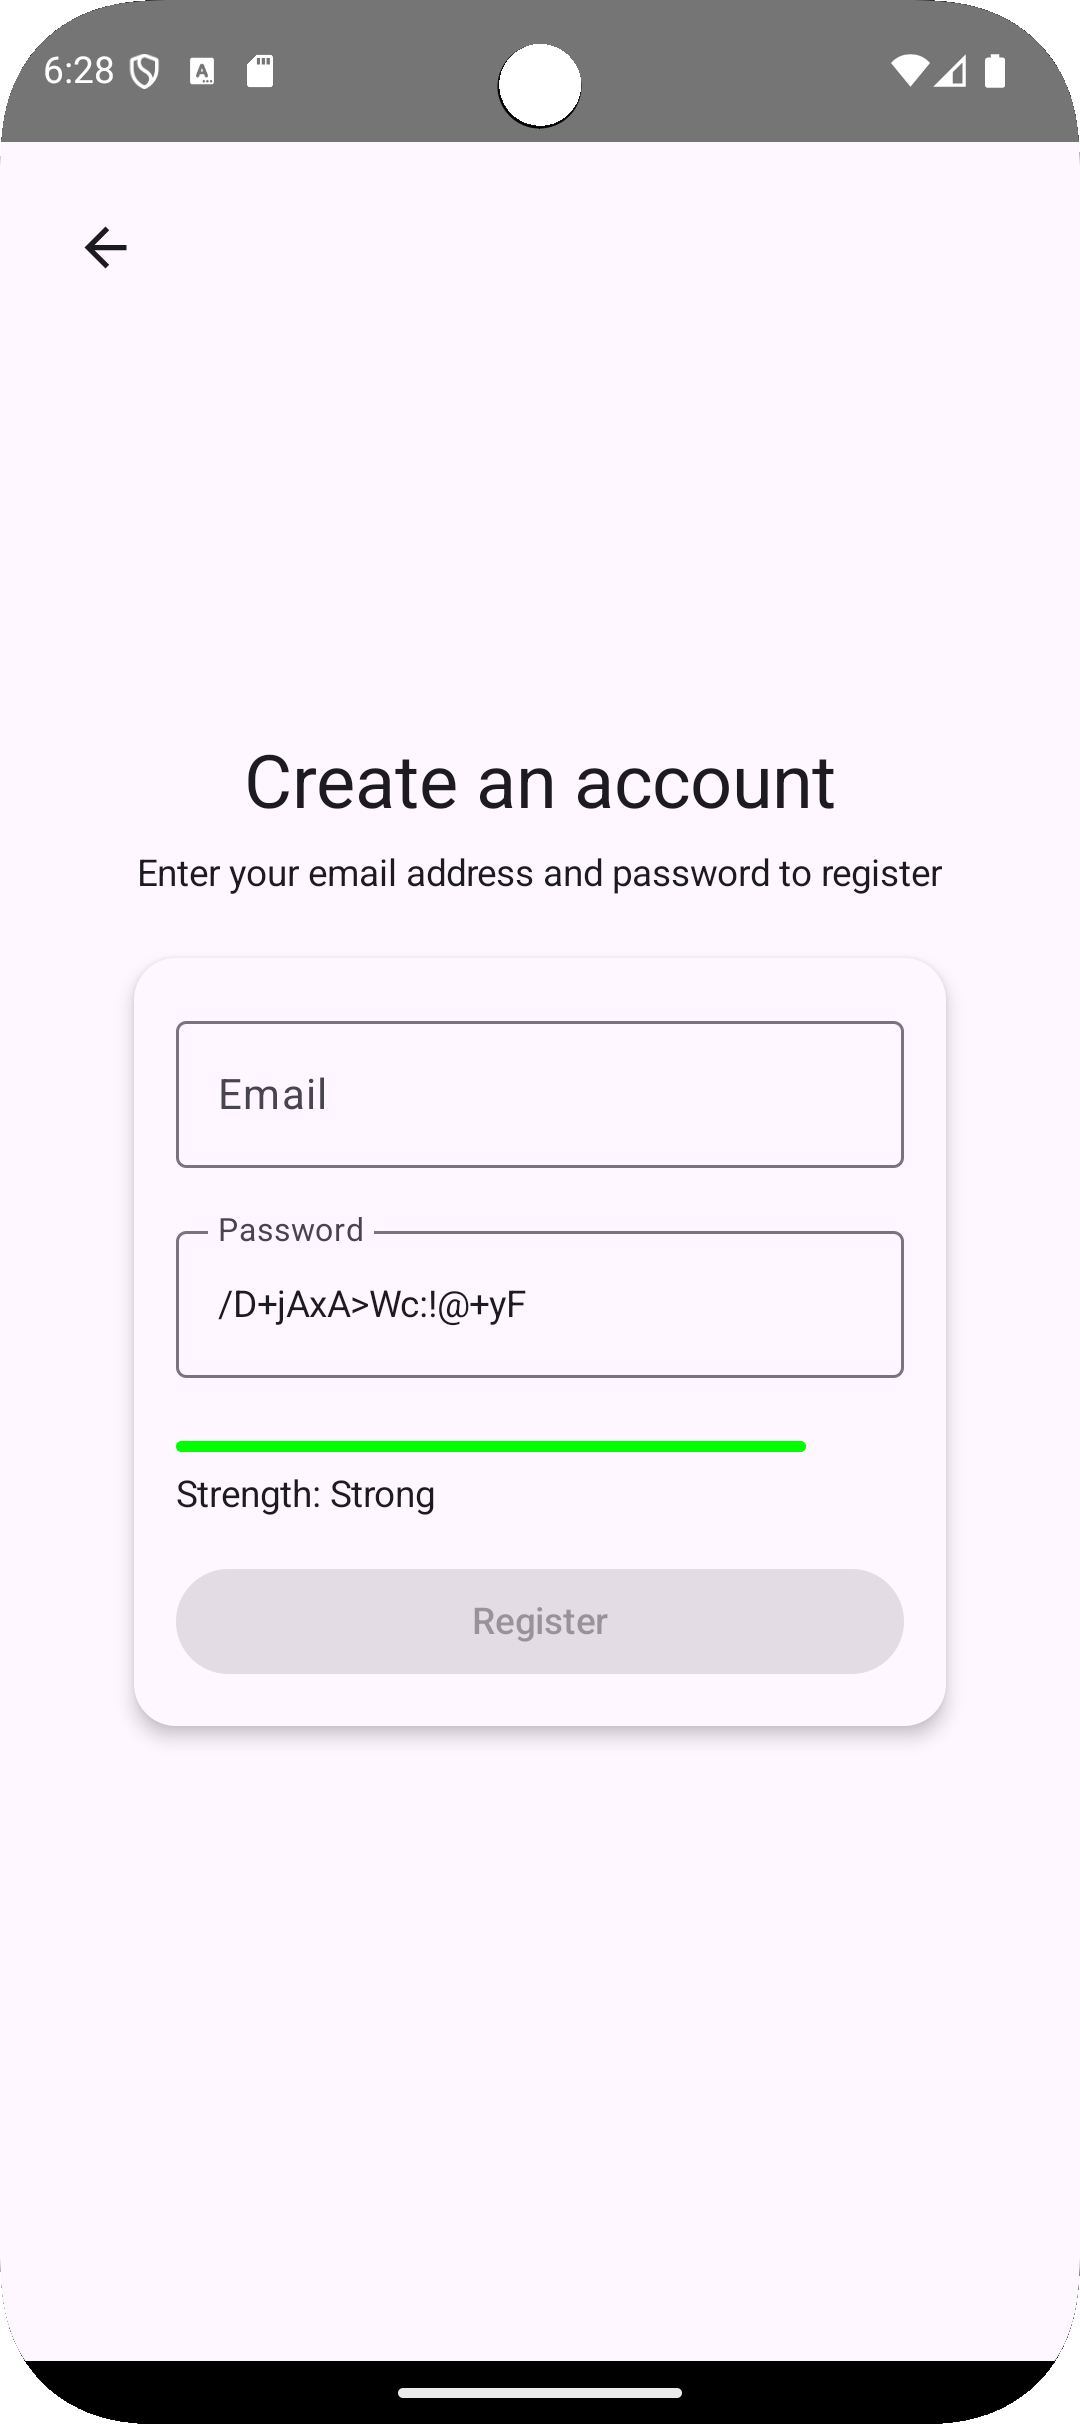 6:28
Create an account
Enter your email address and password to register
Email
Password
/D+jAxA>Wc:!@+yF
Strength: Strong
Register